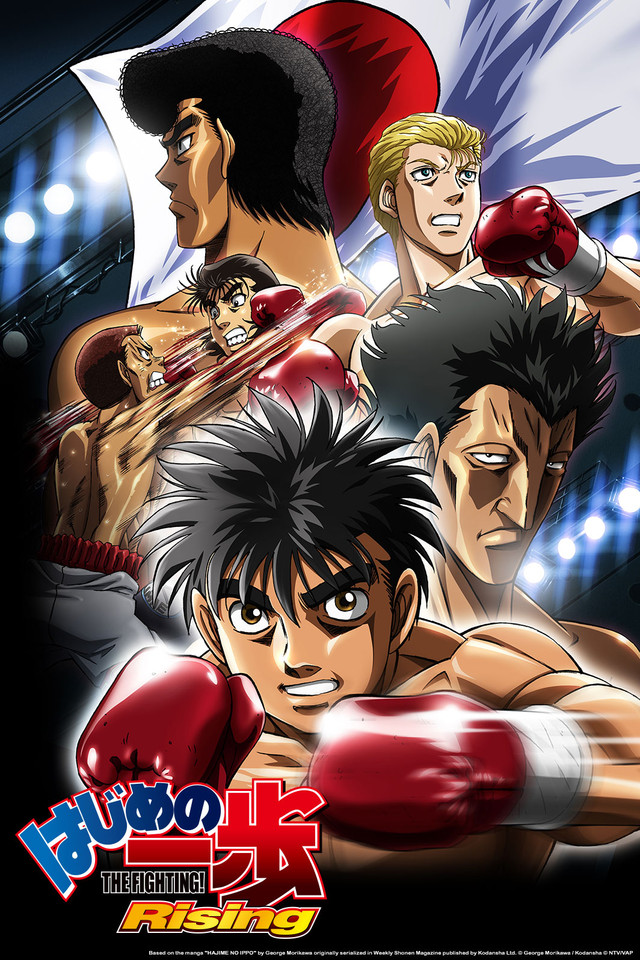 はじめの一歩
THE FIGHTING!
Rising
Based on the manga "HAJIME NO IPPO" by George Morikawa originally serialized in Weekly Shonen Magazine published by Kodansha Ltd. © George Morikawa / Kodansha © NTV/VAP